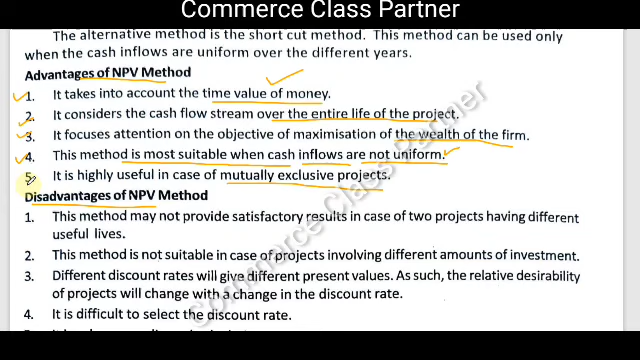 Commerce Class Partner
The alternative method is the short cut method. This method can be used only
when the cash inflows are uniform over the different years.
Advantages of NPV Method
1. It takes into account the time value of money.
2. It considers the cash flow stream over the entire life of the project.
3. It focuses attention on the objective of maximisation of the wealth of the firm.
4. This method is most suitable when cash inflows are not uniform.
5. It is highly useful in case of mutually exclusive projects.
Disadvantages of NPV Method
1. This method may not provide satisfactory results in case of two projects having different
useful lives.
2. This method is not suitable in case of projects involving different amounts of investment.
3. Different discount rates will give different present values. As such, the relative desirability
of projects will change with a change in the discount rate.
4. It is difficult to select the discount rate.
Commerce Class Partner